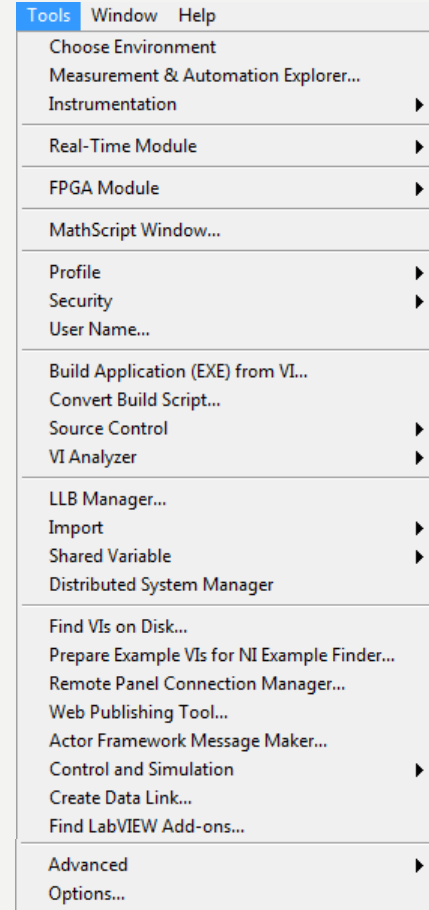 Tools Window Help
Choose Environment
Measurement & Automation Explorer...
Instrumentation
Real-Time Module
FPGA Module
MathScript Window...
Profile
Security
User Name...
Build Application (EXE) from VI...
Convert Build Script...
Source Control
VI Analyzer
LLB Manager...
Import
Shared Variable
Distributed System Manager
Find VIs on Disk...
Prepare Example VIs for NI Example Finder...
Remote Panel Connection Manager...
Web Publishing Tool...
Actor Framework Message Maker...
Control and Simulation
Create Data Link...
Find LabVIEW Add-ons...
Advanced
Options...